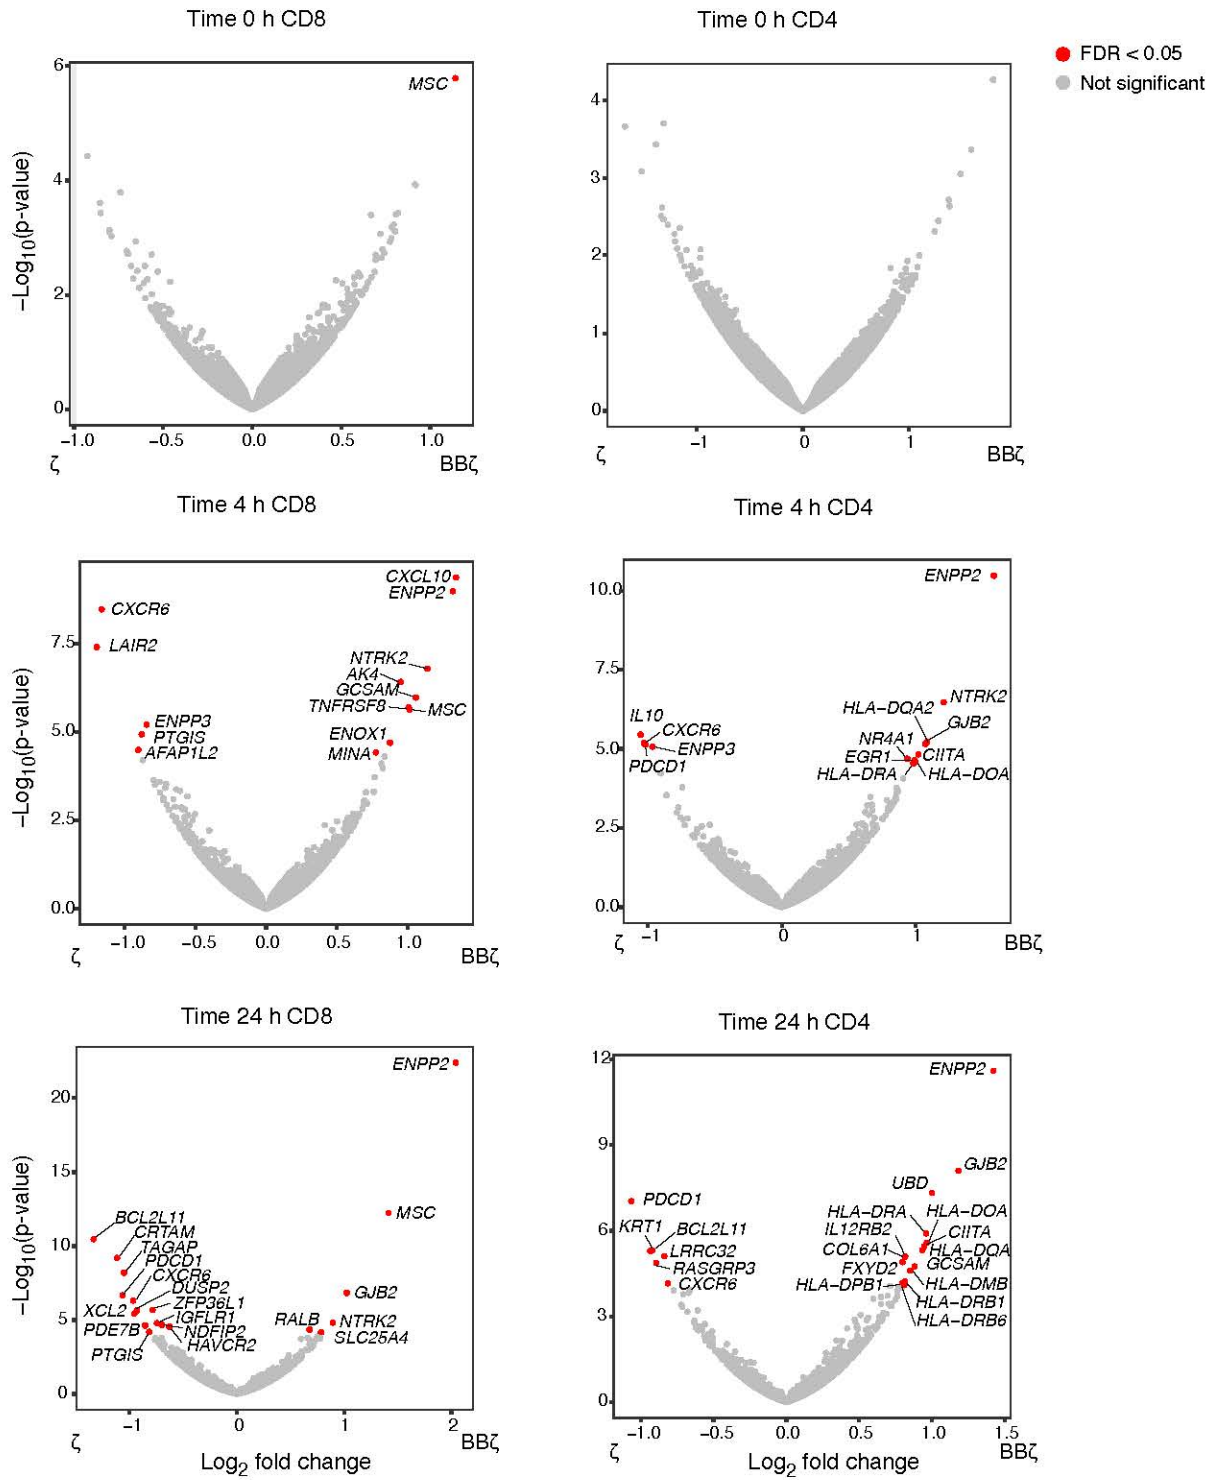 Time 0 h CD8
Time 0 h CD4
FDR < 0.05
Not significant
−Log10(p-value)
6
4
2
0
MSC
−1.0
−0.5
0.0
0.5
1.0
ζ
BBζ
4
3
2
1
0
−1
0
1
ζ
BBζ
Time 4 h CD8
Time 4 h CD4
−Log10(p-value)
7.5
5.0
2.5
0.0
CXCL10
ENPP2
CXCR6
LAIR2
NTRK2
AK4
GCSAM
TNFRSF8
MSC
ENPP3
PTGIS
AFAP1L2
ENOX1
MINA
−1.0
−0.5
0.0
0.5
1.0
ζ
BBζ
10.0
7.5
5.0
2.5
0.0
ENPP2
NTRK2
HLA−DQA2
GJB2
IL10
CXCR6
ENPP3
PDCD1
NR4A1
EGR1
CIITA
HLA−DRA
HLA−DOA
−1
0
1
ζ
BBζ
Time 24 h CD8
Time 24 h CD4
−Log10(p-value)
20
15
10
5
0
ENPP2
MSC
BCL2L11
CRTAM
TAGAP
PDCD1
CXCR6
DUSP2
XCL2
ZFP36L1
PDE7B
IGFLR1
NDFIP2
PTGIS
HAVCR2
GJB2
RALB
NTRK2
SLC25A4
−1
0
1
2
ζ
BBζ
Log2 fold change
12
9
6
3
0
ENPP2
GJB2
UBD
PDCD1
KRT1
BCL2L11
LRRC32
RASGRP3
CXCR6
HLA−DRA
HLA−DOA
IL12RB2
CIITA
COL6A1
HLA−DQA
FXYD2
GCSAM
HLA−DPB1
HLA−DMB
HLA−DRB1
HLA−DRB6
−1.0
−0.5
0.0
0.5
1.0
1.5
ζ
BBζ
Log2 fold change